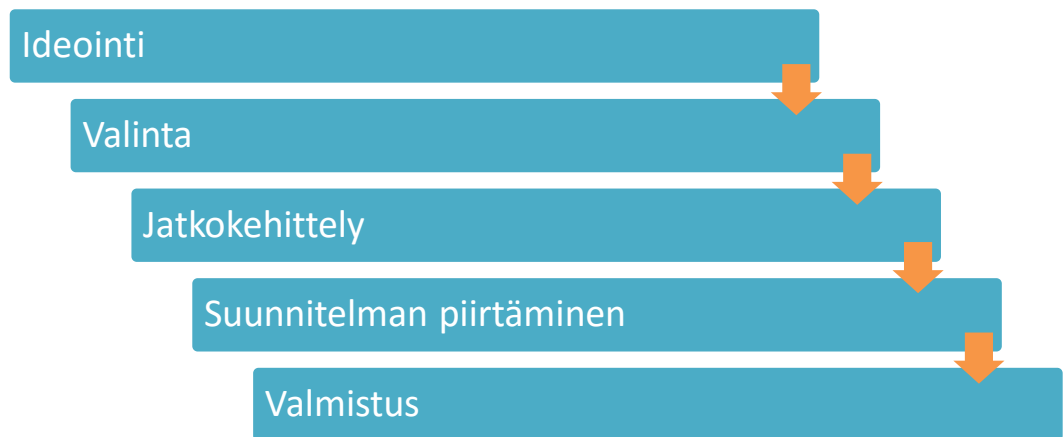 Ideointi
Valinta
Jatkokehittely
Suunnitelman piirtäminen
Valmistus